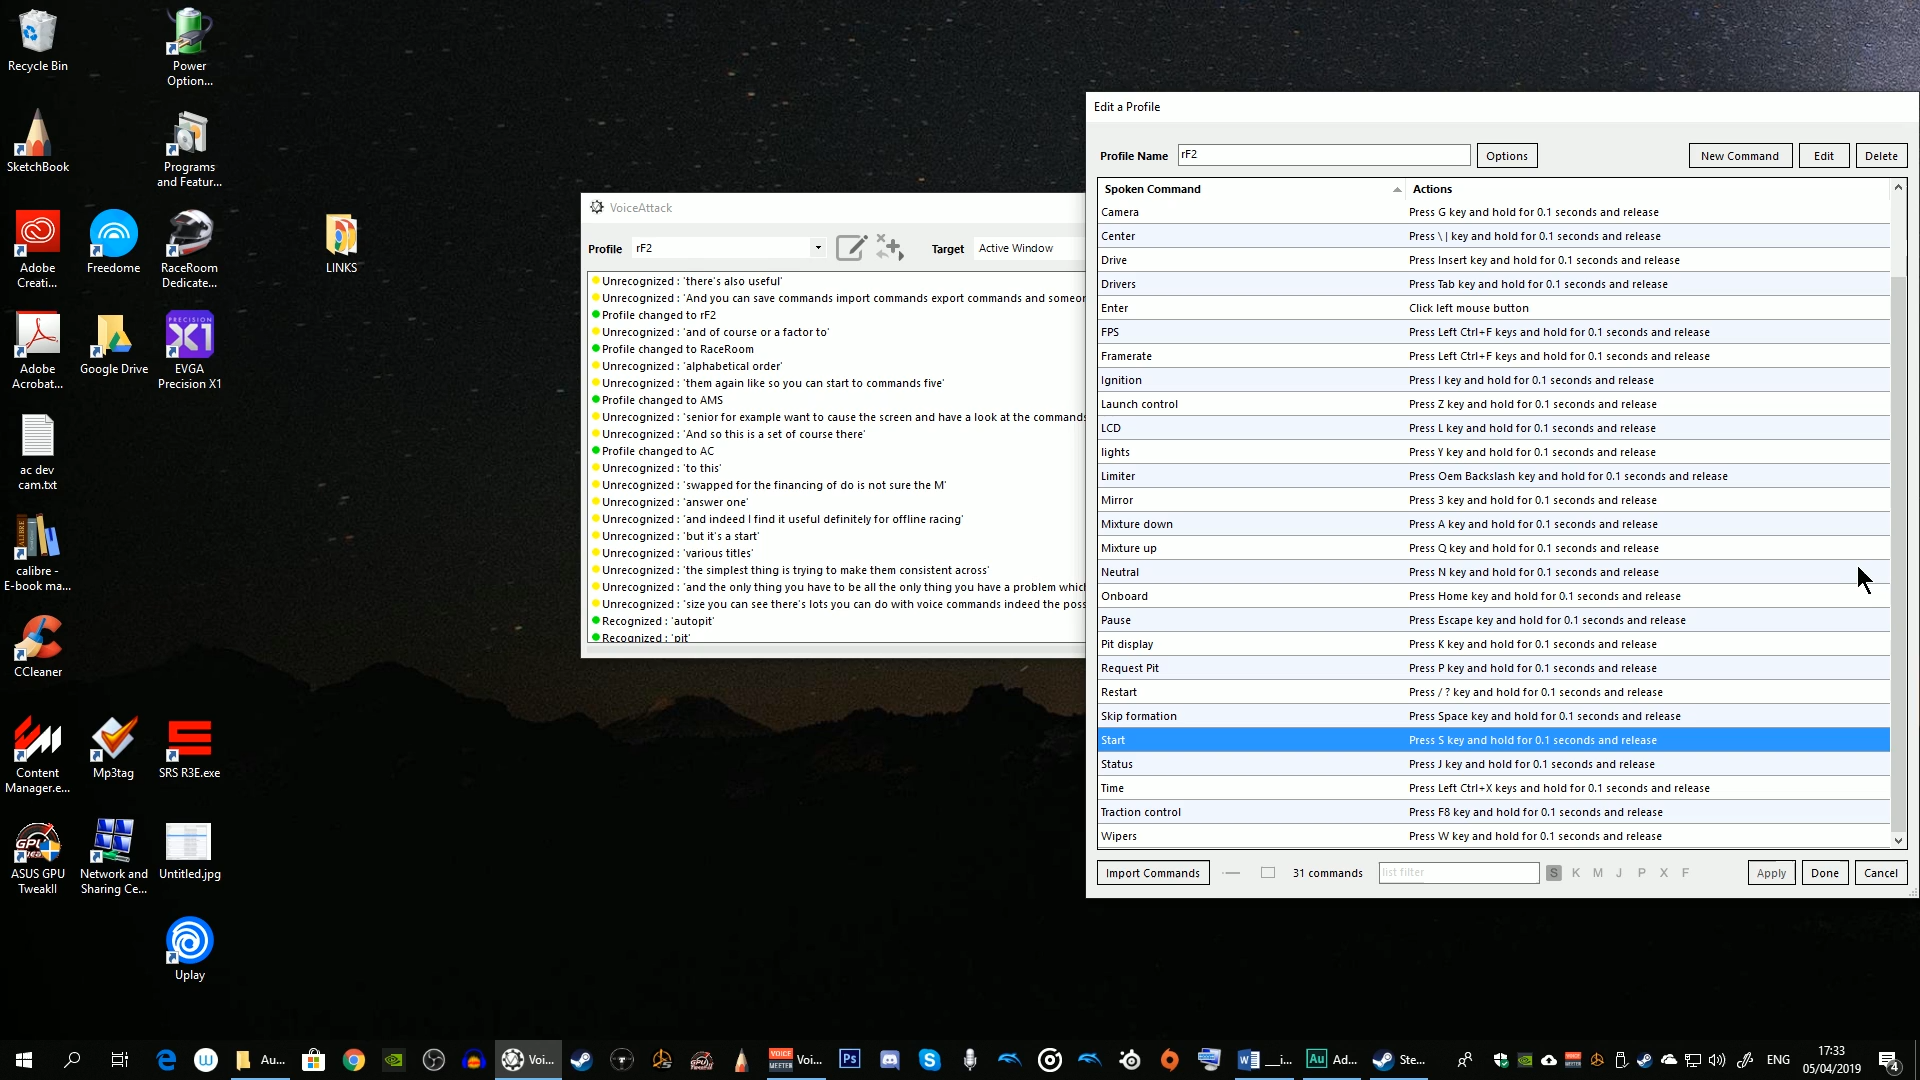 Recycle Bin
Power
Option...
SketchBook
Programs
and Featur...
Adobe
Creati...
Freedome
RaceRoom
Dedicate...
LINKS
Adobe
Acrobat...
Google Drive
EVGA
Precision X1
ac dev
cam.txt
calibre -
E-book ma...
CCleaner
Content
Manager.e...
Mp3tag
SRS R3E.exe
ASUS GPU
TweakII
Network and
Sharing Ce...
Untitled.jpg
Uplay
VoiceAttack
Profile rF2 Target Active Window
Unrecognized : 'there's also useful'
Unrecognized : 'And you can save commands import commands export commands and someor
Profile changed to rF2
Unrecognized : 'and of course or a factor to'
Profile changed to RaceRoom
Unrecognized : 'alphabetical order'
Unrecognized : 'them again like so you can start to commands five'
Profile changed to AMS
Unrecognized : 'senior for example want to cause the screen and have a look at the commands
Unrecognized : 'And so this is a set of course there'
Profile changed to AC
Unrecognized : 'to this'
Unrecognized : 'swapped for the financing of do is not sure the M'
Unrecognized : 'answer one'
Unrecognized : 'and indeed I find it useful definitely for offline racing'
Unrecognized : 'but it's a start'
Unrecognized : 'various titles'
Unrecognized : 'the simplest thing is trying to make them consistent across'
Unrecognized : 'and the only thing you have to be all the only thing you have a problem whicl
Unrecognized : 'size you can see there's lots you can do with voice commands indeed the poss
Recognized : 'autopit'
Recognized : 'pit'
Edit a Profile
Profile Name rF2 Options New Command Edit Delete
Spoken Command Actions
Camera Press G key and hold for 0.1 seconds and release
Center Press \ | key and hold for 0.1 seconds and release
Drive Press Insert key and hold for 0.1 seconds and release
Drivers Press Tab key and hold for 0.1 seconds and release
Enter Click left mouse button
FPS Press Left Ctrl+F keys and hold for 0.1 seconds and release
Framerate Press Left Ctrl+F keys and hold for 0.1 seconds and release
Ignition Press I key and hold for 0.1 seconds and release
Launch control Press Z key and hold for 0.1 seconds and release
LCD Press L key and hold for 0.1 seconds and release
lights Press Y key and hold for 0.1 seconds and release
Limiter Press Oem Backslash key and hold for 0.1 seconds and release
Mirror Press 3 key and hold for 0.1 seconds and release
Mixture down Press A key and hold for 0.1 seconds and release
Mixture up Press Q key and hold for 0.1 seconds and release
Neutral Press N key and hold for 0.1 seconds and release
Onboard Press Home key and hold for 0.1 seconds and release
Pause Press Escape key and hold for 0.1 seconds and release
Pit display Press K key and hold for 0.1 seconds and release
Request Pit Press P key and hold for 0.1 seconds and release
Restart Press / ? key and hold for 0.1 seconds and release
Skip formation Press Space key and hold for 0.1 seconds and release
Start Press S key and hold for 0.1 seconds and release
Status Press J key and hold for 0.1 seconds and release
Time Press Left Ctrl+X keys and hold for 0.1 seconds and release
Traction control Press F8 key and hold for 0.1 seconds and release
Wipers Press W key and hold for 0.1 seconds and release
Import Commands 31 commands list filter S K M J P X F Apply Done Cancel
Au... Voi... Voi... __i... Ad... Ste... ENG 17:33
05/04/2019
4